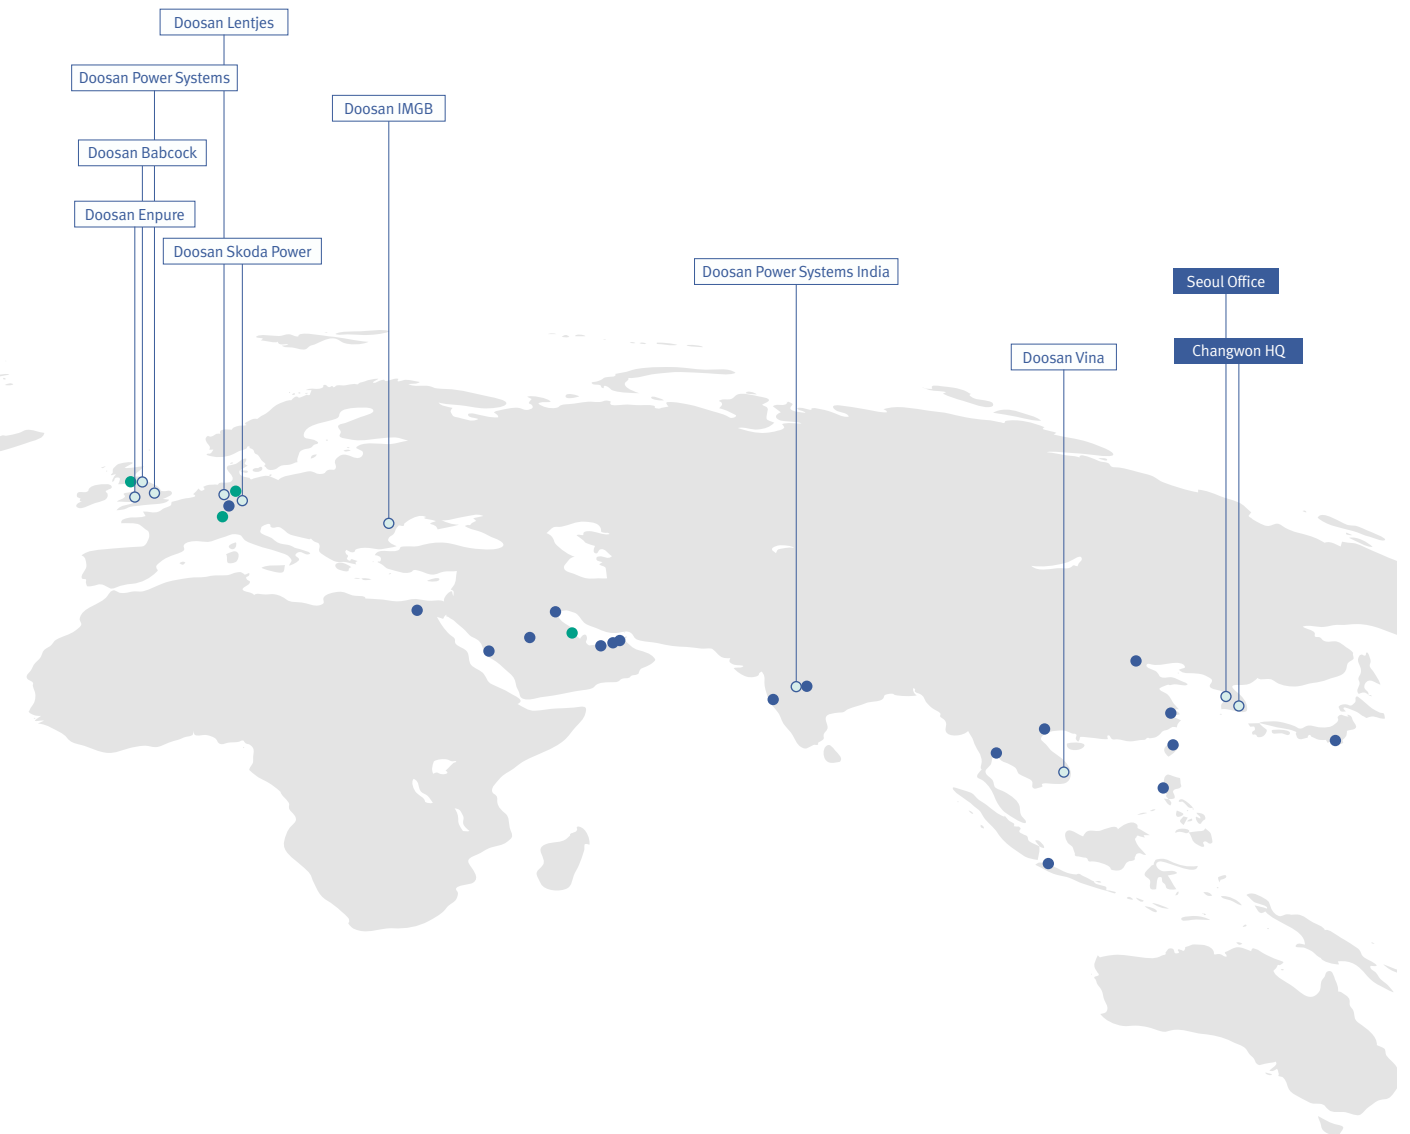 Doosan Lentjes
Doosan Power Systems
Doosan IMGB
Doosan Babcock
Doosan Enpure
Doosan Skoda Power
Doosan Power Systems India
Seoul Office
Changwon HQ
Doosan Vina